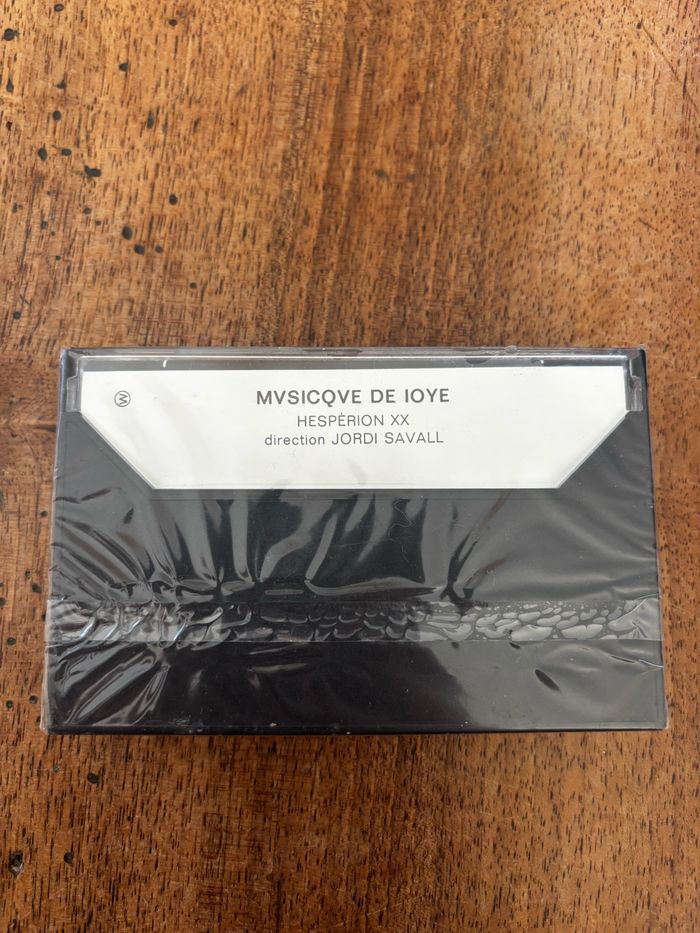 MVSICQVE DE IOYE
HESPÈRION XX
direction JORDI SAVALL